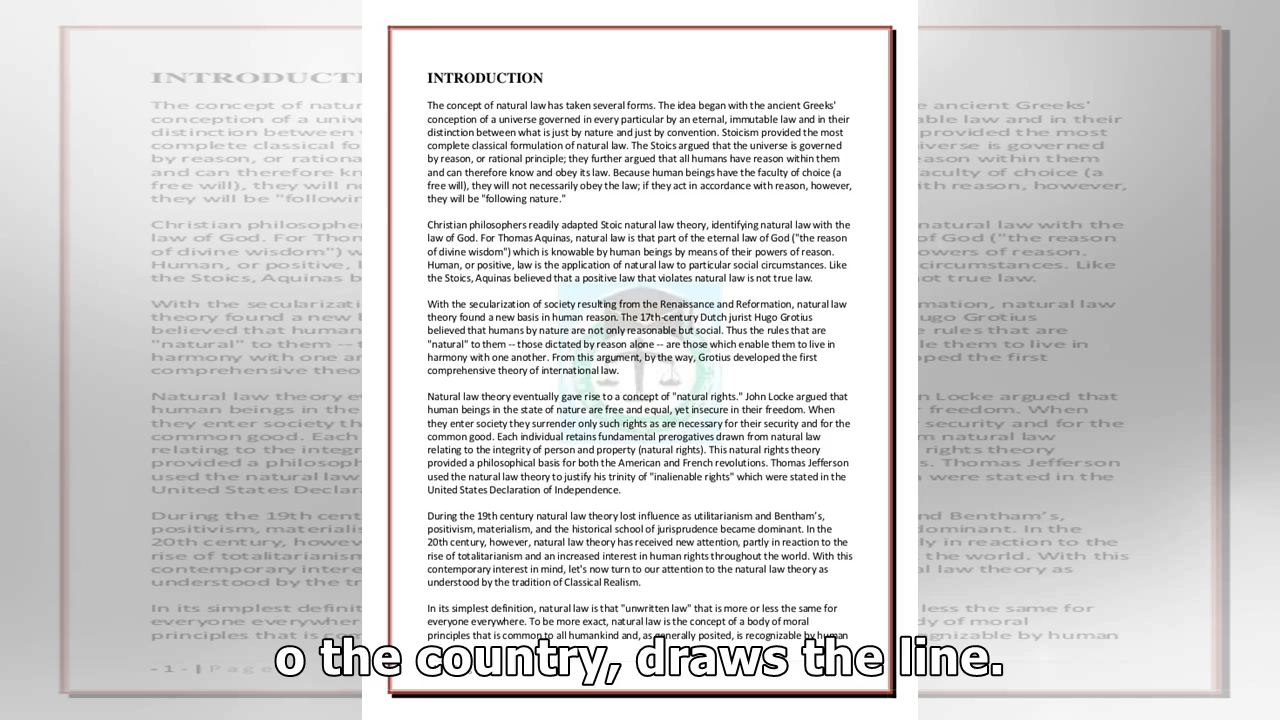 INTRODUCTION
The concept of natural law has taken several forms. The idea began with the ancient Greeks'
conception of a universe governed in every particular by an eternal, immutable law and in their
distinction between what is just by nature and just by convention. Stoicism provided the most
complete classical formulation of natural law. The Stoics argued that the universe is governed
by reason, or rational principle; they further argued that all humans have reason within them
and can therefore know and obey its law. Because human beings have the faculty of choice (a
free will), they will not necessarily obey the law; if they act in accordance with reason, however,
they will be "following nature."
Christian philosophers readily adapted Stoic natural law theory, identifying natural law with the
law of God. For Thomas Aquinas, natural law is that part of the eternal law of God ("the reason
of divine wisdom") which is knowable by human beings by means of their powers of reason.
Human, or positive, law is the application of natural law to particular social circumstances. Like
the Stoics, Aquinas believed that a positive law that violates natural law is not true law.
With the secularization of society resulting from the Renaissance and Reformation, natural law
theory found a new basis in human reason. The 17th-century Dutch jurist Hugo Grotius
believed that humans by nature are not only reasonable but social. Thus the rules that are
"natural" to them -- those dictated by reason alone -- are those which enable them to live in
harmony with one another. From this argument, by the way, Grotius developed the first
comprehensive theory of international law.
Natural law theory eventually gave rise to a concept of "natural rights." John Locke argued that
human beings in the state of nature are free and equal, yet insecure in their freedom. When
they enter society they surrender only such rights as are necessary for their security and for the
common good. Each individual retains fundamental prerogatives drawn from natural law
relating to the integrity of person and property (natural rights). This natural rights theory
provided a philosophical basis for both the American and French revolutions. Thomas Jefferson
used the natural law theory to justify his trinity of "inalienable rights" which were stated in the
United States Declaration of Independence.
During the 19th century natural law theory lost influence as utilitarianism and Bentham's,
positivism, materialism, and the historical school of jurisprudence became dominant. In the
20th century, however, natural law theory has received new attention, partly in reaction to the
rise of totalitarianism and an increased interest in human rights throughout the world. With this
contemporary interest in mind, let's now turn to our attention to the natural law theory as
understood by the tradition of Classical Realism.
In its simplest definition, natural law is that "unwritten law" that is more or less the same for
everyone everywhere. To be more exact, natural law is the concept of a body of moral
principles that is common to all humankind and, as generally posited, is recognizable by human
o the country, draws the line.
- 1 - | P a g e